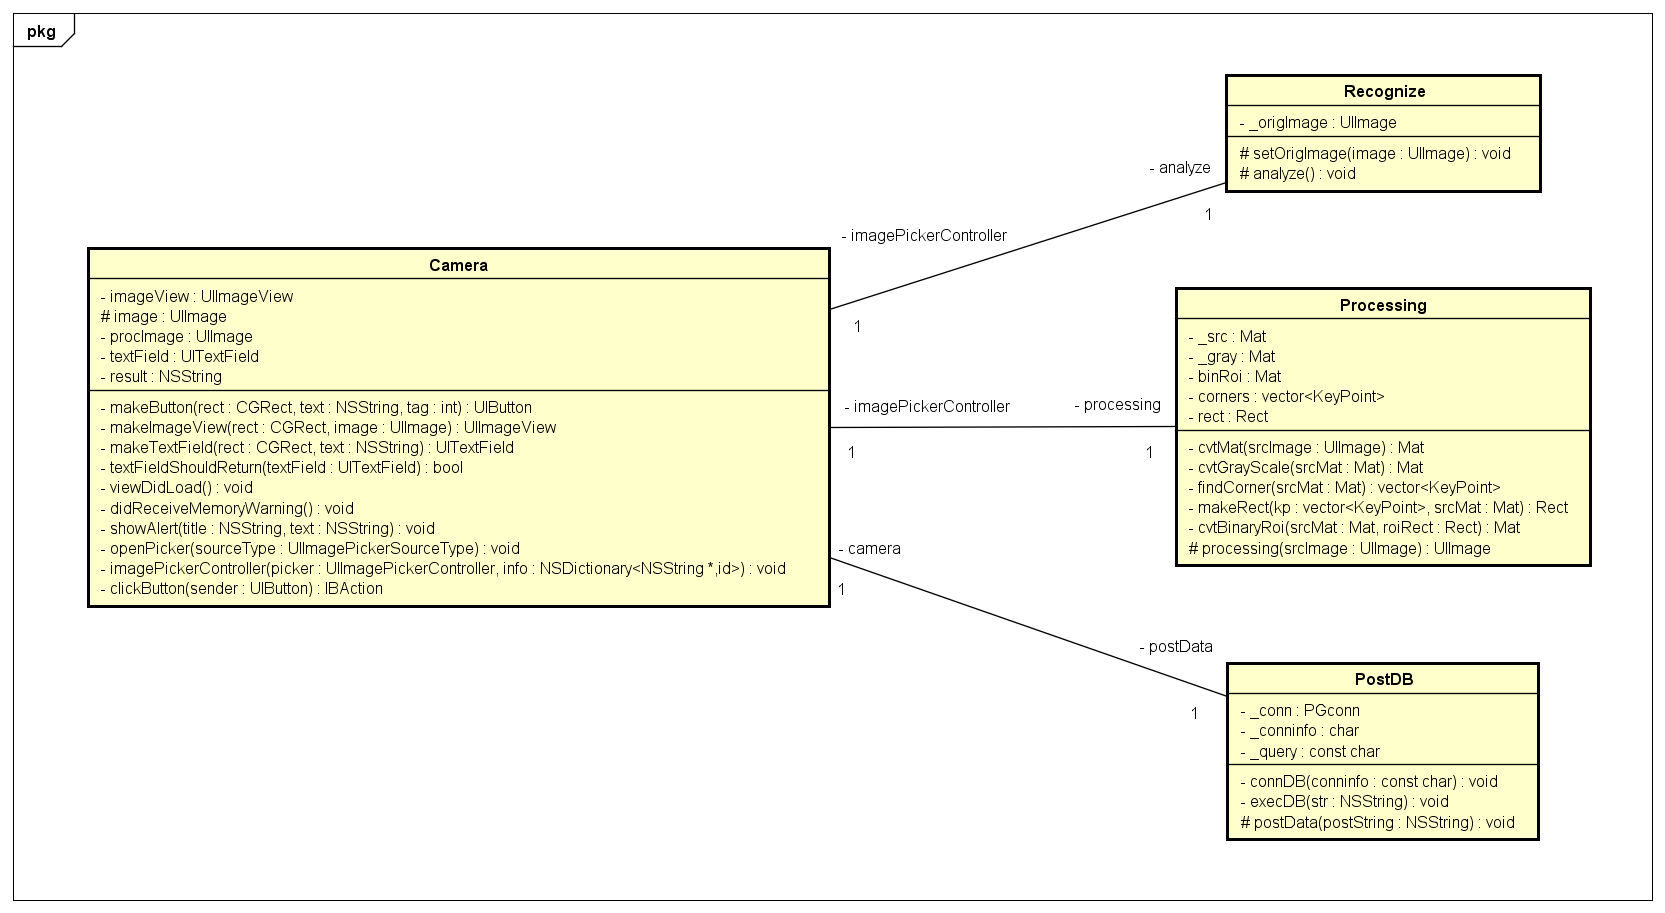 pkg
Recognize
- _origImage : UIImage
# setOrigImage(image : UIImage) : void
# analyze() : void
- analyze
1
- imagePickerController
1
Camera
- imageView : UIImageView
# image : UIImage
- procImage : UIImage
- textField : UITextField
- result : NSString
- makeButton(rect : CGRect, text : NSString, tag : int) : UIButton
- makeImageView(rect : CGRect, image : UIImage) : UIImageView
- makeTextField(rect : CGRect, text : NSString) : UITextField
- textFieldShouldReturn(textField : UITextField) : bool
- viewDidLoad() : void
- didReceiveMemoryWarning() : void
- showAlert(title : NSString, text : NSString) : void
- openPicker(sourceType : UIImagePickerSourceType) : void
- imagePickerController(picker : UIImagePickerController, info : NSDictionary<NSString *,id>) : void
- clickButton(sender : UIButton) : IBAction
- imagePickerController
1
- processing
1
Processing
- _src : Mat
- _gray : Mat
- binRoi : Mat
- corners : vector<KeyPoint>
- rect : Rect
- cvtMat(srcImage : UIImage) : Mat
- cvtGrayScale(srcMat : Mat) : Mat
- findCorner(srcMat : Mat) : vector<KeyPoint>
- makeRect(kp : vector<KeyPoint>, srcMat : Mat) : Rect
- cvtBinaryRoi(srcMat : Mat, roiRect : Rect) : Mat
# processing(srcImage : UIImage) : UIImage
- camera
1
- postData
1
PostDB
- _conn : PGconn
- _conninfo : char
- _query : const char
- connDB(conninfo : const char) : void
- execDB(str : NSString) : void
# postData(postString : NSString) : void